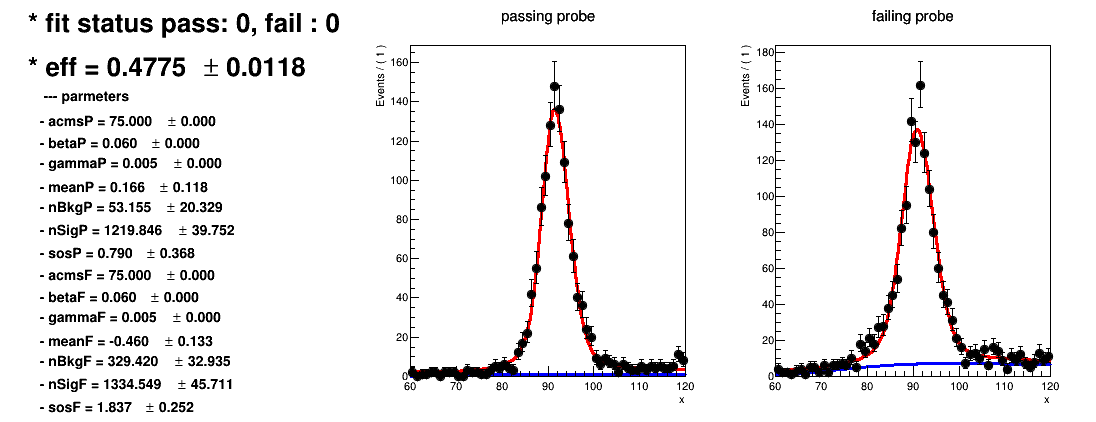 * fit status pass: 0, fail : 0
* eff = 0.4775 ± 0.0118
--- parmeters
- acmsP = 75.000 ± 0.000
- betaP = 0.060 ± 0.000
- gammaP = 0.005 ± 0.000
- meanP = 0.166 ± 0.118
- nBkgP = 53.155 ± 20.329
- nSigP = 1219.846 ± 39.752
- sosP = 0.790 ± 0.368
- acmsF = 75.000 ± 0.000
- betaF = 0.060 ± 0.000
- gammaF = 0.005 ± 0.000
- meanF = -0.460 ± 0.133
- nBkgF = 329.420 ± 32.935
- nSigF = 1334.549 ± 45.711
- sosF = 1.837 ± 0.252
passing probe
Events / ( 1 )
160
140
120
100
80
60
40
20
0
60 70 80 90 100 110 120
x
failing probe
Events / ( 1 )
180
160
140
120
100
80
60
40
20
0
60 70 80 90 100 110 120
x